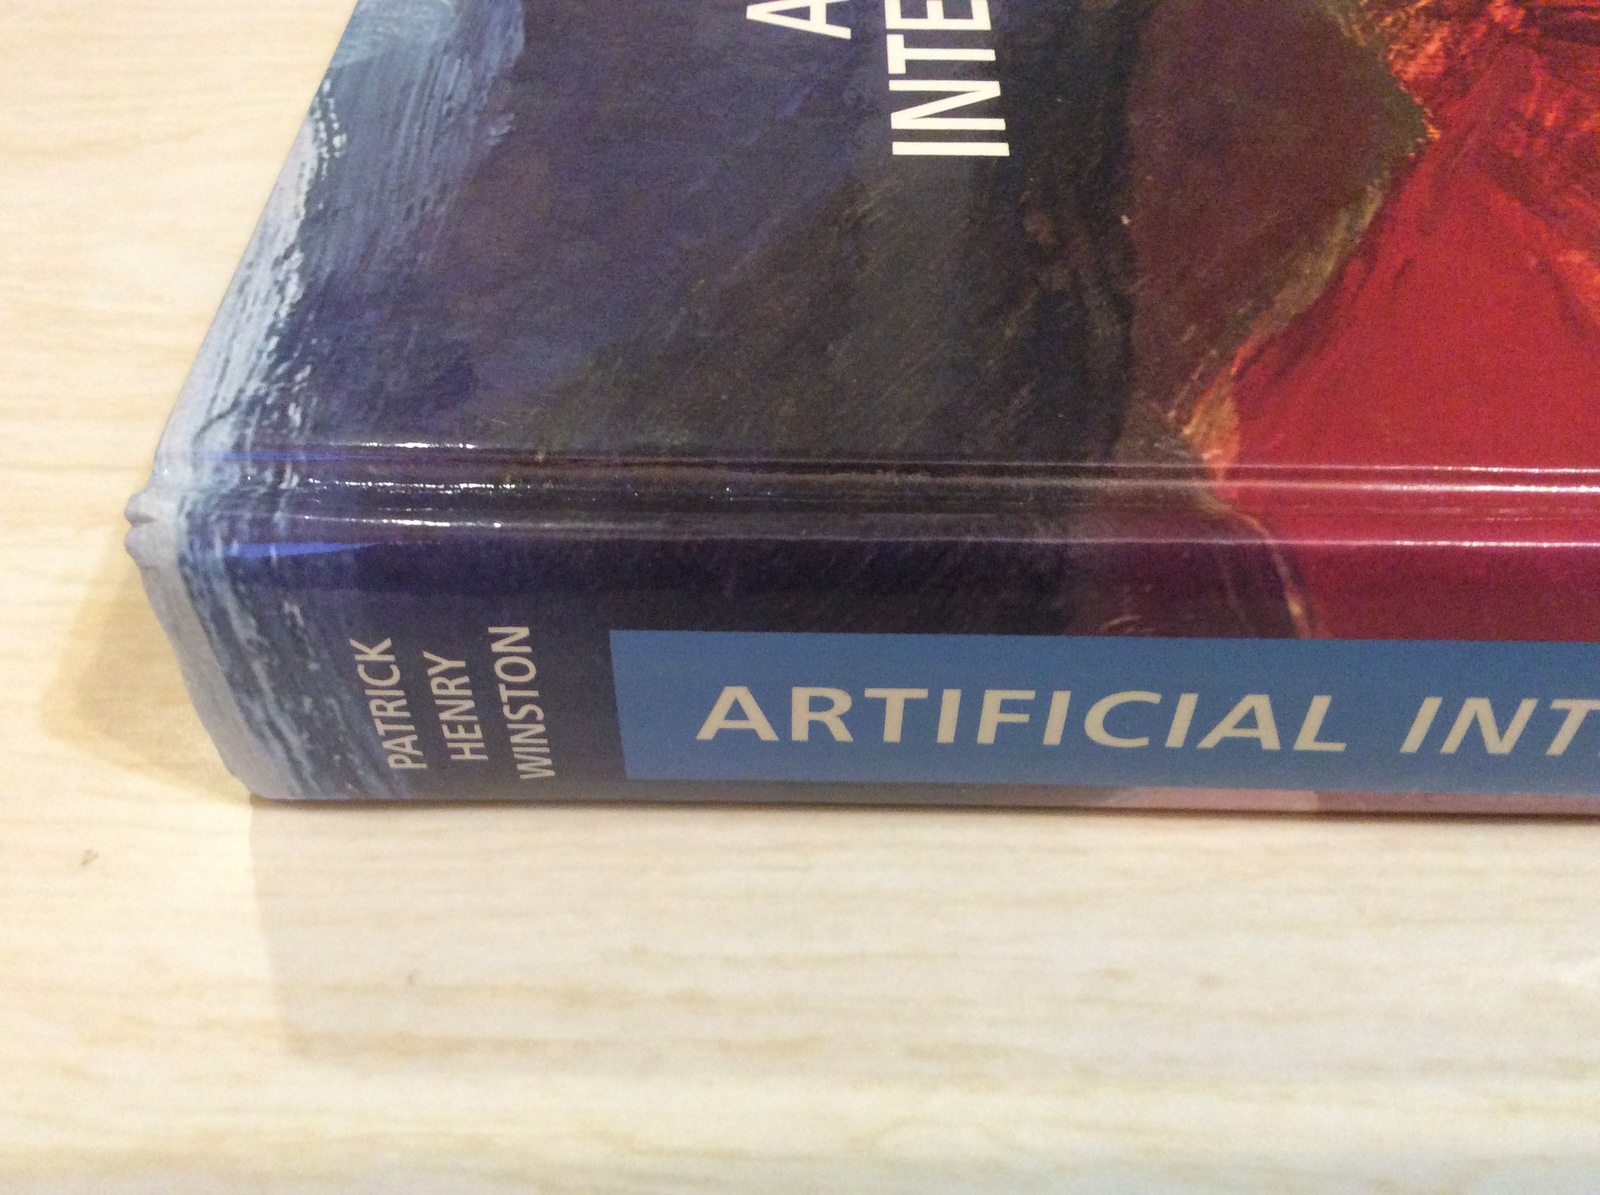 A
INTE
PATRICK
HENRY
WINSTON
ARTIFICIAL INT